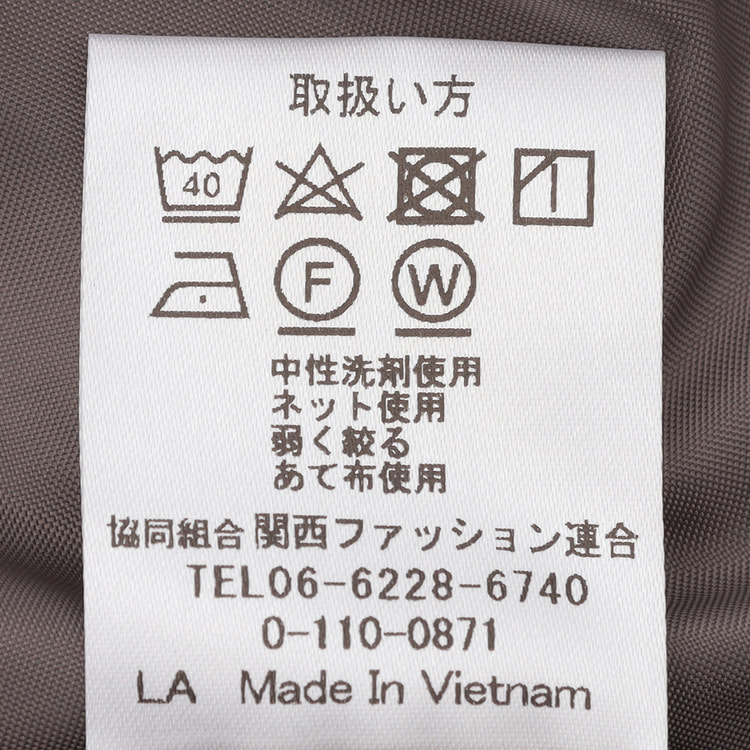 取扱い方
40
F W
中性洗剤使用
ネット使用
弱く絞る
あて布使用
協同組合関西ファッション連合
TEL06-6228-6740
0-110-0871
LA Made In Vietnam